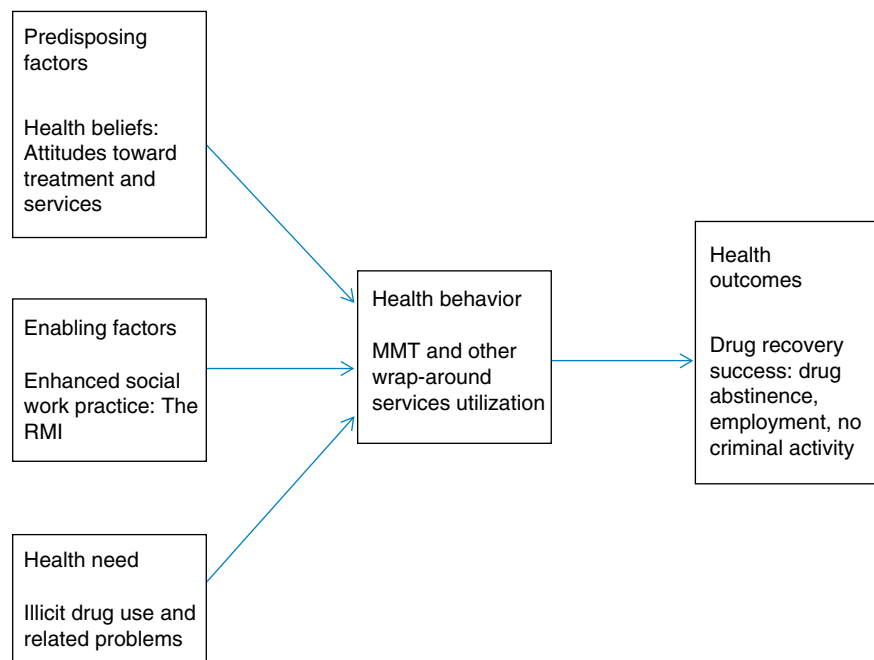 Predisposing
factors
Health beliefs:
Attitudes toward
treatment and
services
Enabling factors
Enhanced social
work practice: The
RMI
Health need
Illicit drug use and
related problems
Health behavior
MMT and other
wrap-around
services utilization
Health
outcomes
Drug recovery
success: drug
abstinence,
employment, no
criminal activity